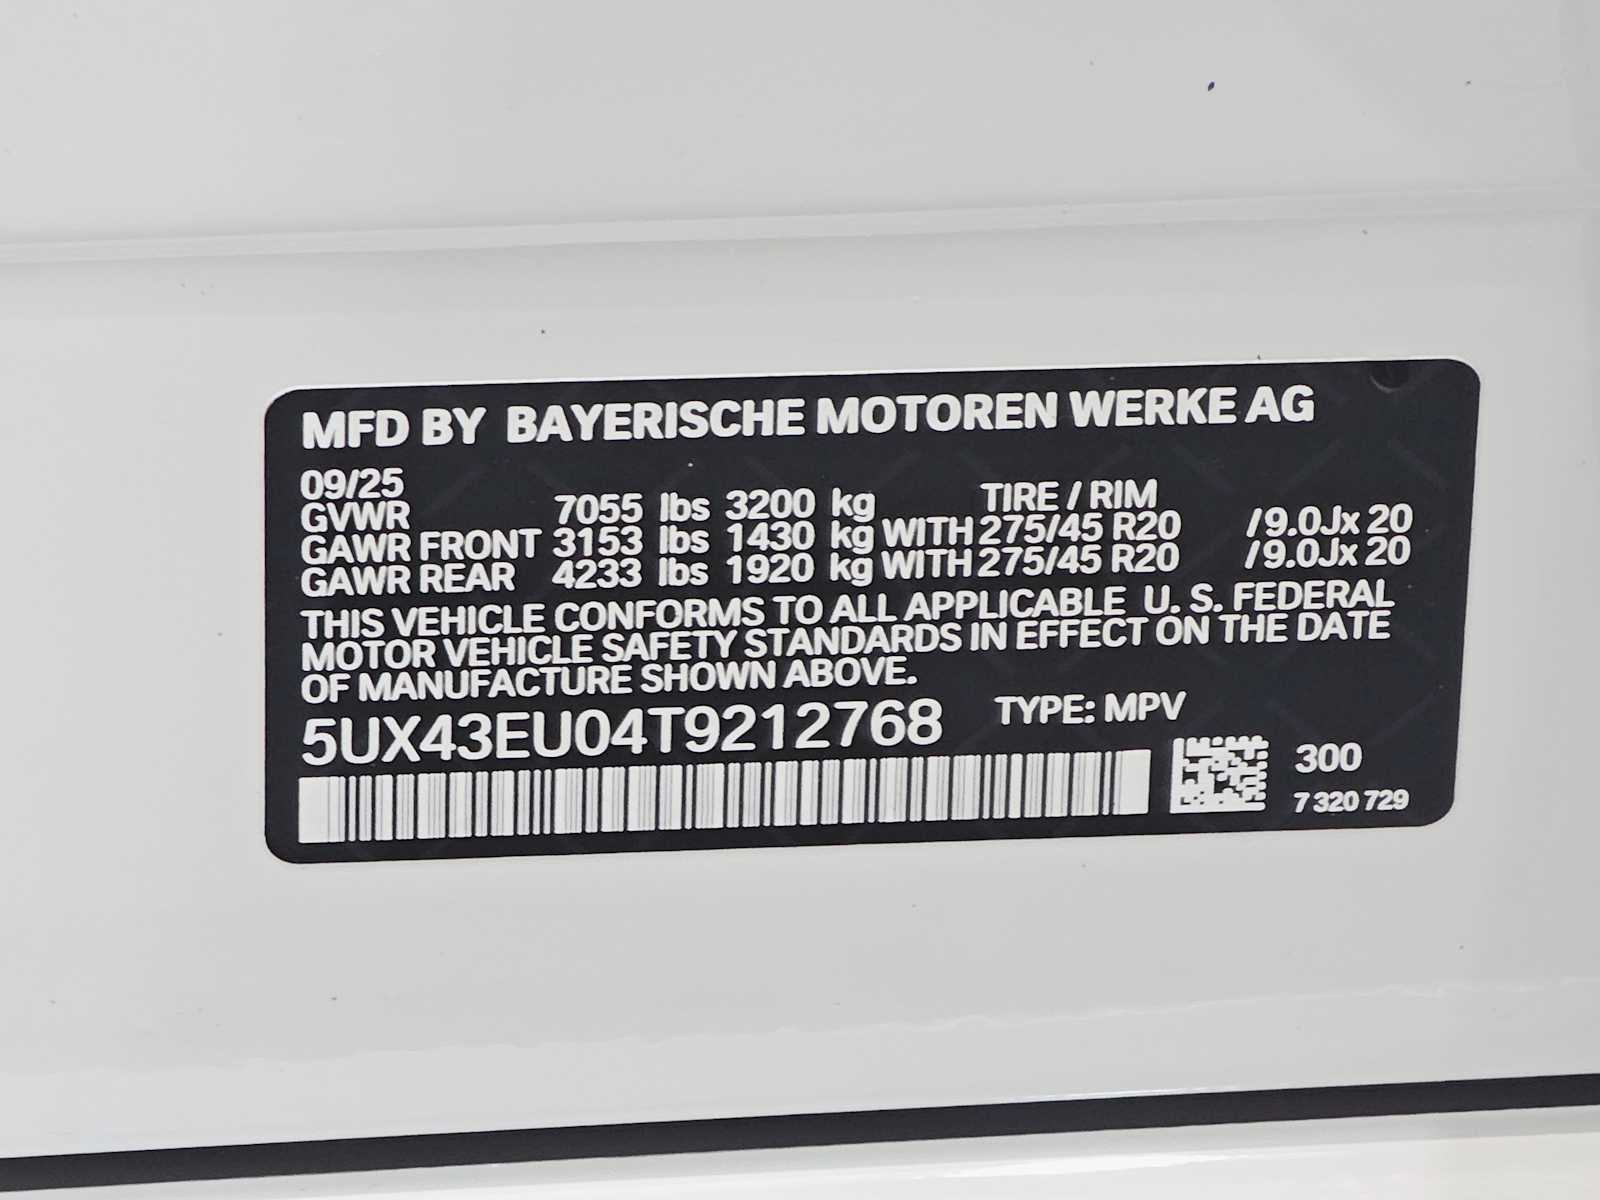 MFD BY BAYERISCHE MOTOREN WERKE AG
09/25 TIRE / RIM
GVWR 7055 lbs 3200 kg
GAWR FRONT 3153 lbs 1430 kg WITH 275/45 R20 /9.0Jx 20
GAWR REAR 4233 lbs 1920 kg WITH 275/45 R20 /9.0Jx 20
THIS VEHICLE CONFORMS TO ALL APPLICABLE U. S. FEDERAL
MOTOR VEHICLE SAFETY STANDARDS IN EFFECT ON THE DATE
OF MANUFACTURE SHOWN ABOVE.
5UX43EU04T9212768 TYPE: MPV
300
7 320 729